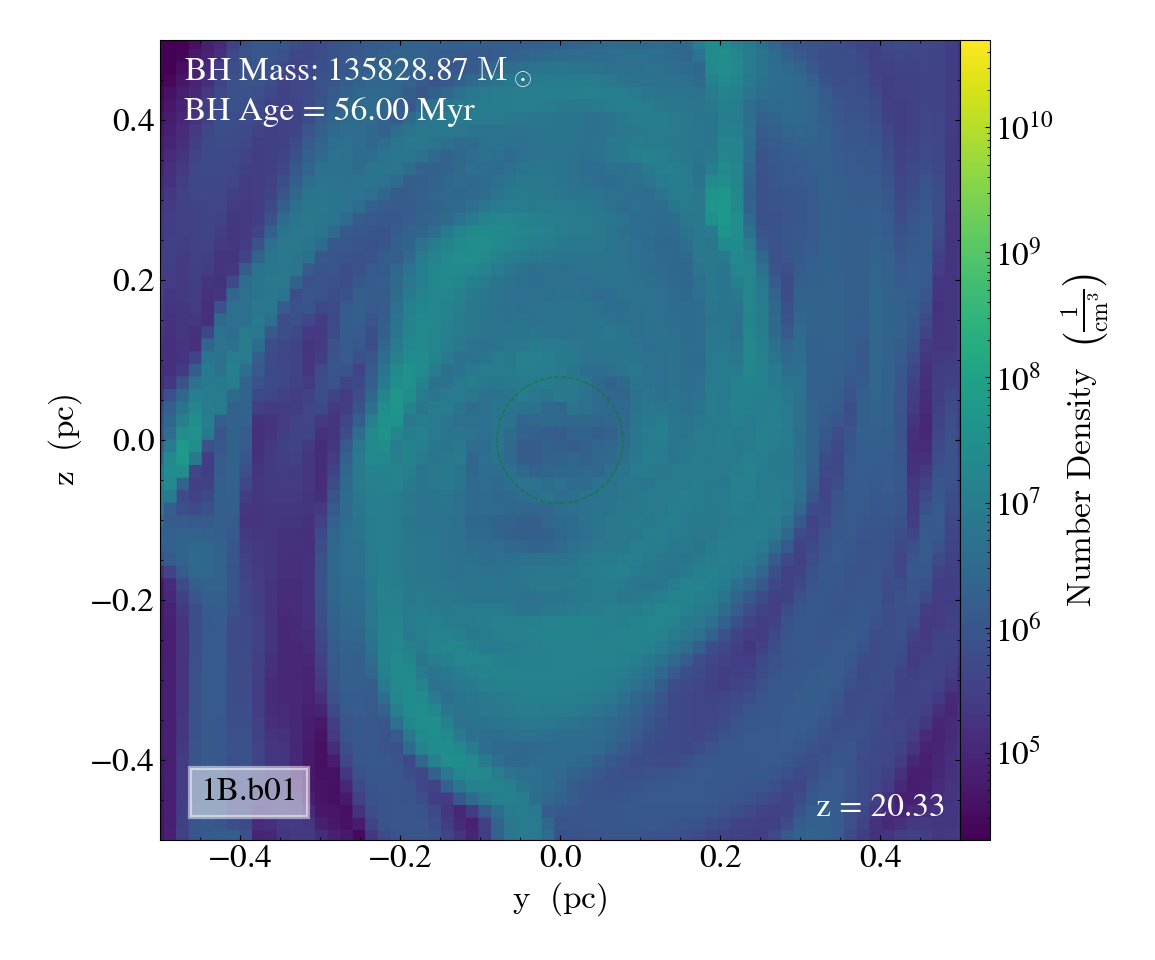 BH Mass: 135828.87 M⊙
BH Age = 56.00 Myr
1B.b01
z = 20.33
0.4
0.2
0.0
−0.2
−0.4
z (pc)
−0.4 −0.2 0.0 0.2 0.4
y (pc)
10^10
10^9
10^8
10^7
10^6
10^5
Number Density (1/cm^3)